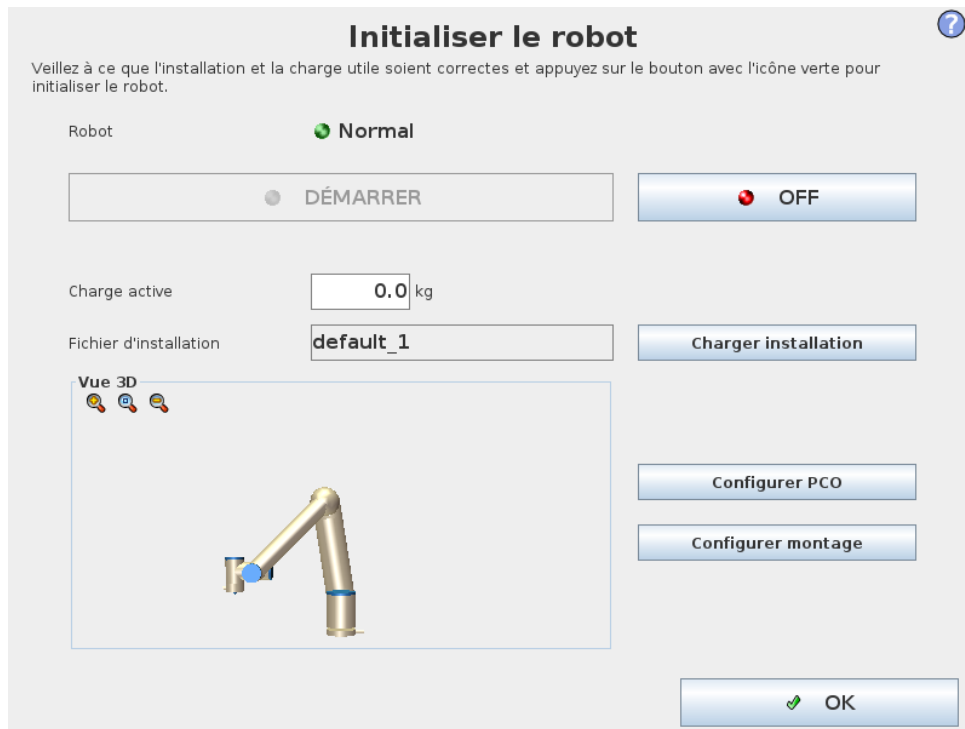 Initialiser le robot
?
Veillez à ce que l'installation et la charge utile soient correctes et appuyez sur le bouton avec l'icône verte pour
initialiser le robot.
Robot Normal
DÉMARRER OFF
Charge active 0.0 kg
Fichier d'installation default_1 Charger installation
Vue 3D
Configurer PCO
Configurer montage
OK